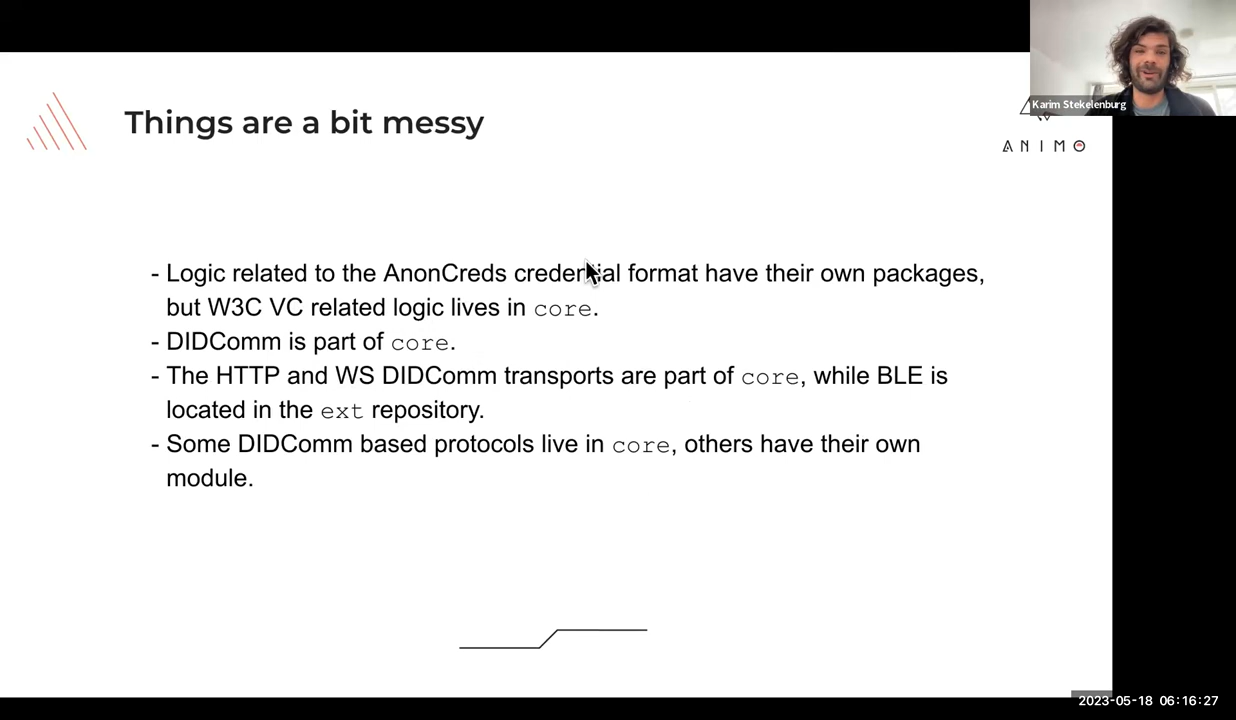 Karim Stekelenburg
Things are a bit messy
ANIMO
- Logic related to the AnonCreds credential format have their own packages,
but W3C VC related logic lives in core.
- DIDComm is part of core.
- The HTTP and WS DIDComm transports are part of core, while BLE is
located in the ext repository.
- Some DIDComm based protocols live in core, others have their own
module.
2023-05-18 06:16:27